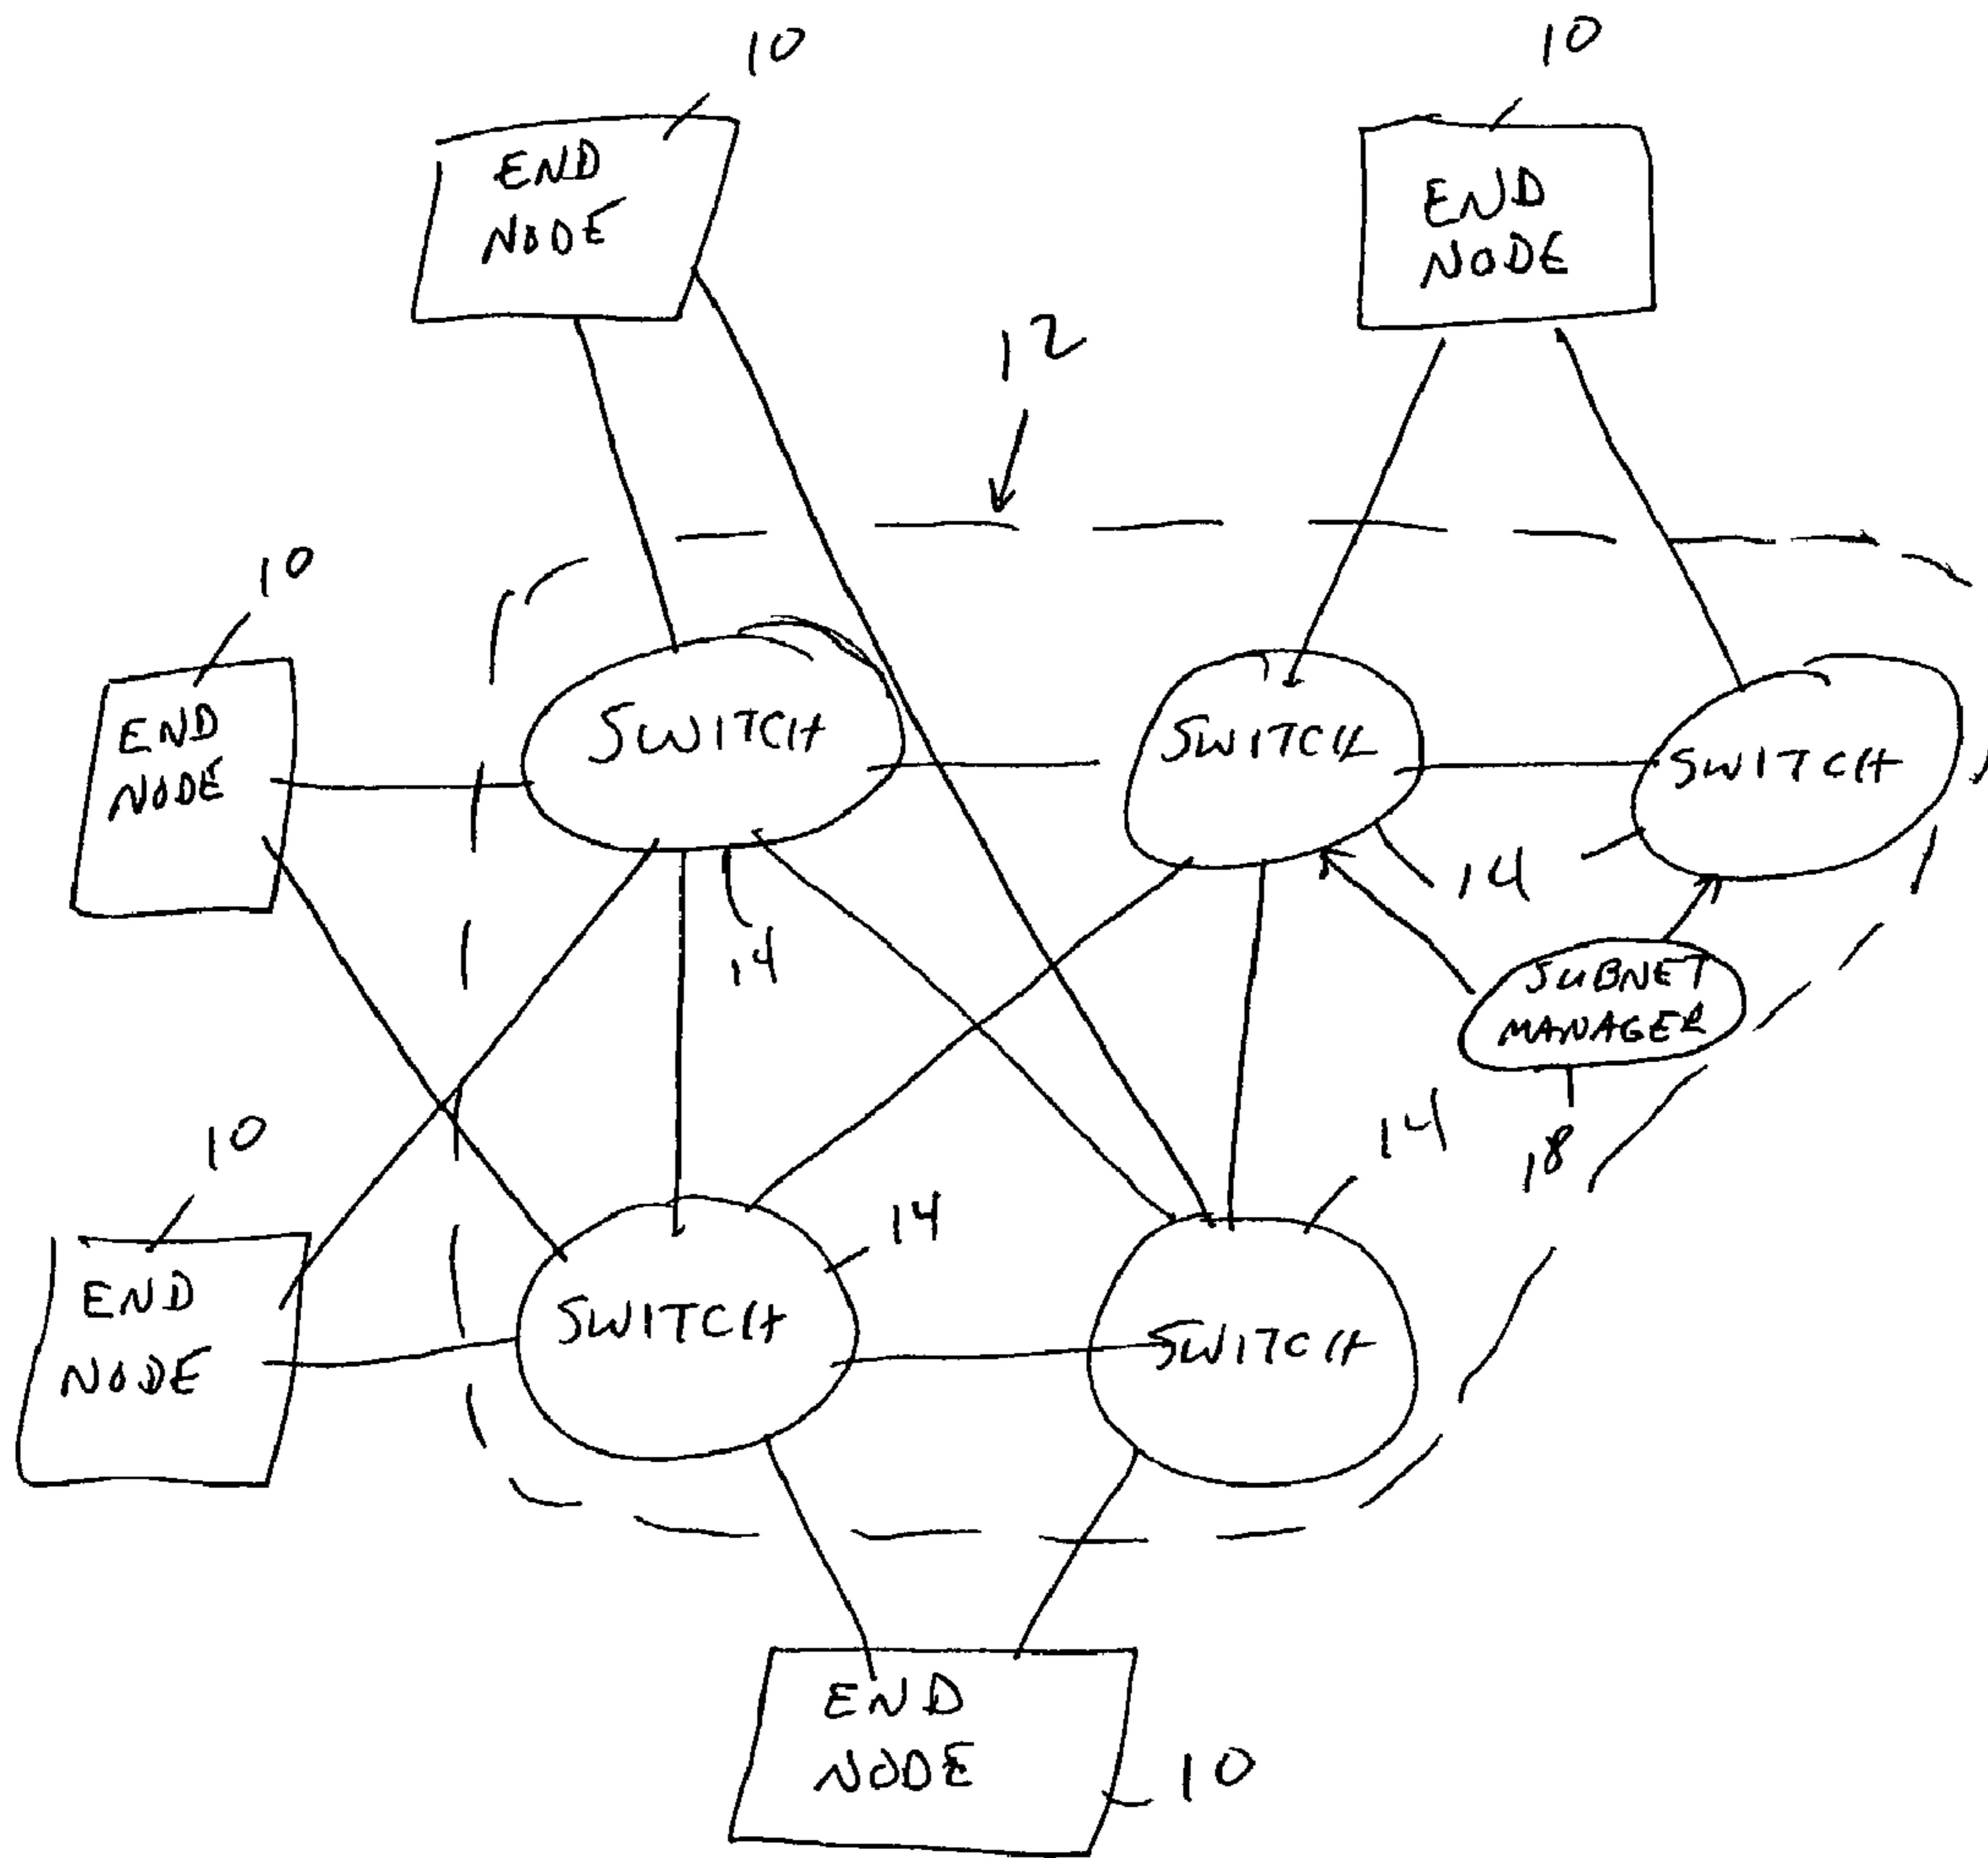 10
10
END
NODE
END
NODE
12
10
END
NODE
SWITCH
SWITCH
SWITCH
14
14
SUBNET
MANAGER
10
14
18
14
END
NODE
SWITCH
SWITCH
END
NODE
10